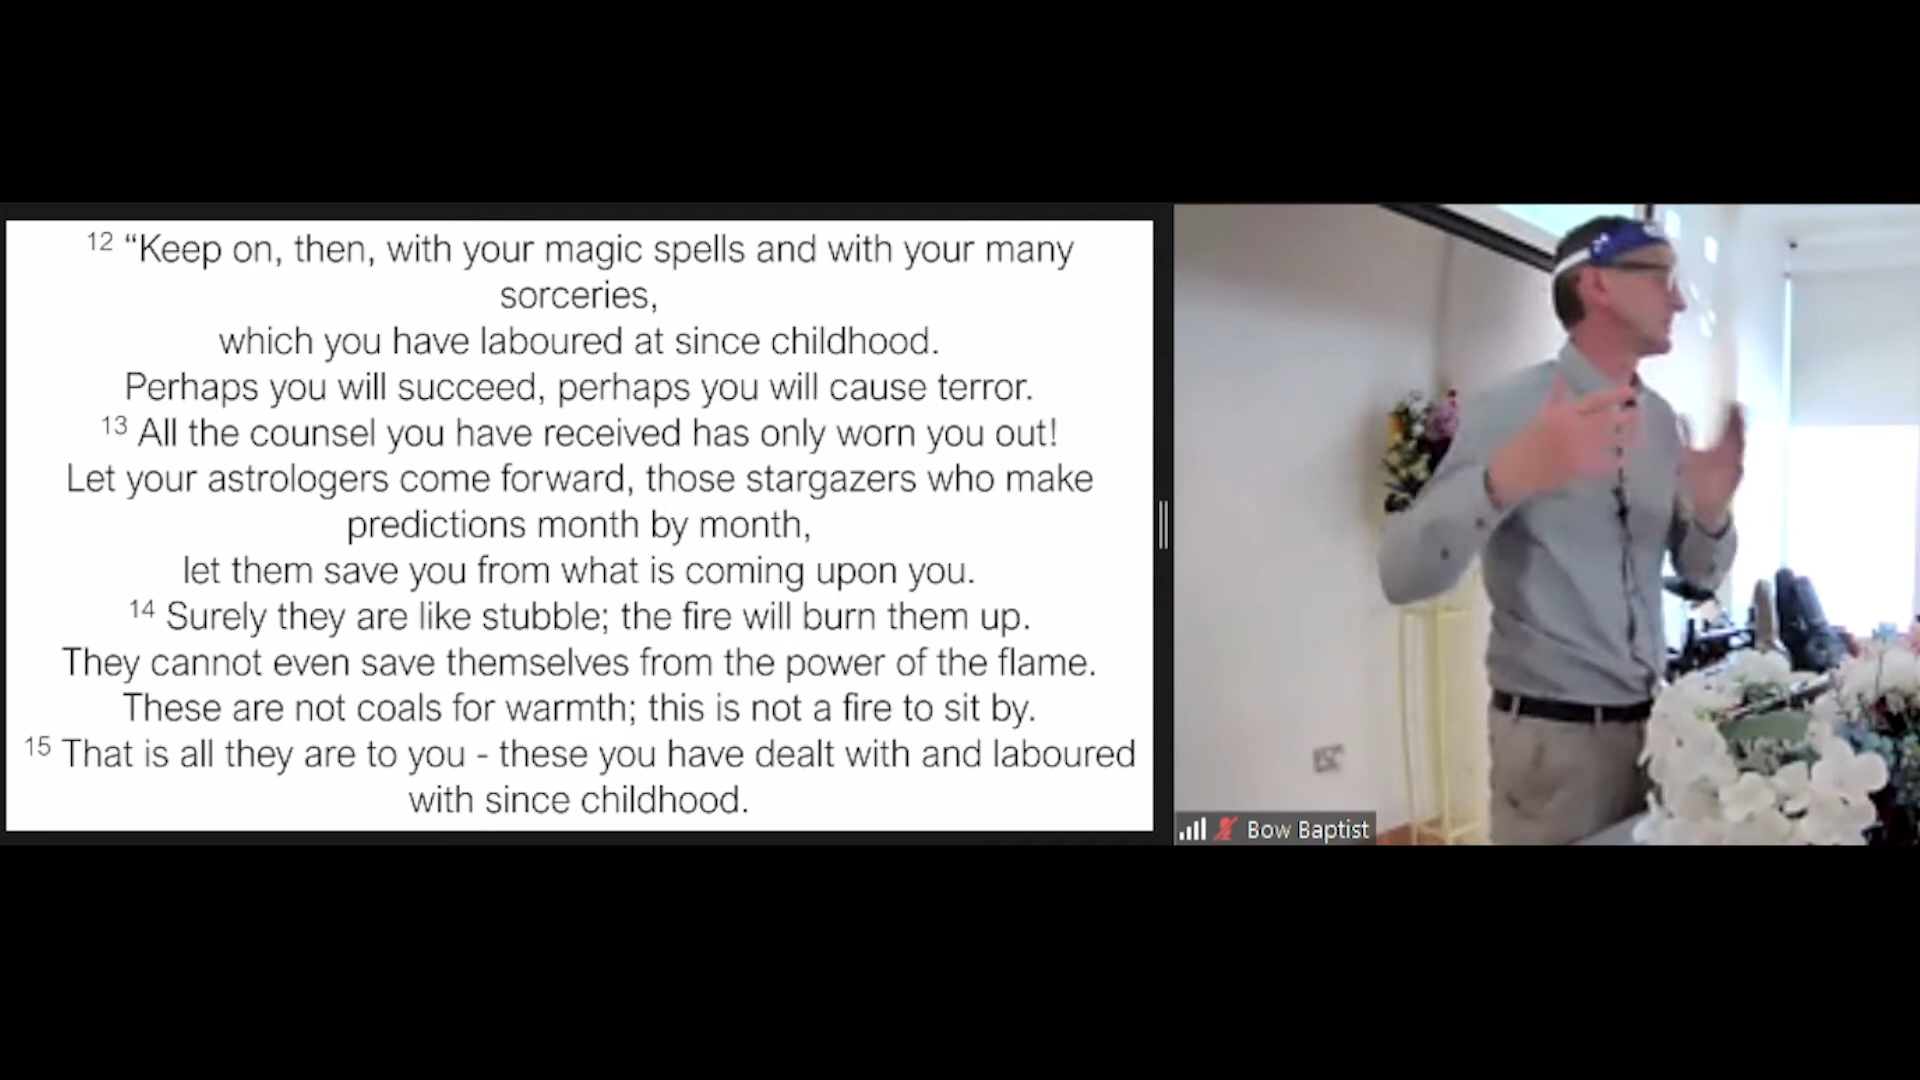 12 “Keep on, then, with your magic spells and with your many
sorceries,
which you have laboured at since childhood.
Perhaps you will succeed, perhaps you will cause terror.
13 All the counsel you have received has only worn you out!
Let your astrologers come forward, those stargazers who make
predictions month by month,
let them save you from what is coming upon you.
14 Surely they are like stubble; the fire will burn them up.
They cannot even save themselves from the power of the flame.
These are not coals for warmth; this is not a fire to sit by.
15 That is all they are to you - these you have dealt with and laboured
with since childhood.
Bow Baptist